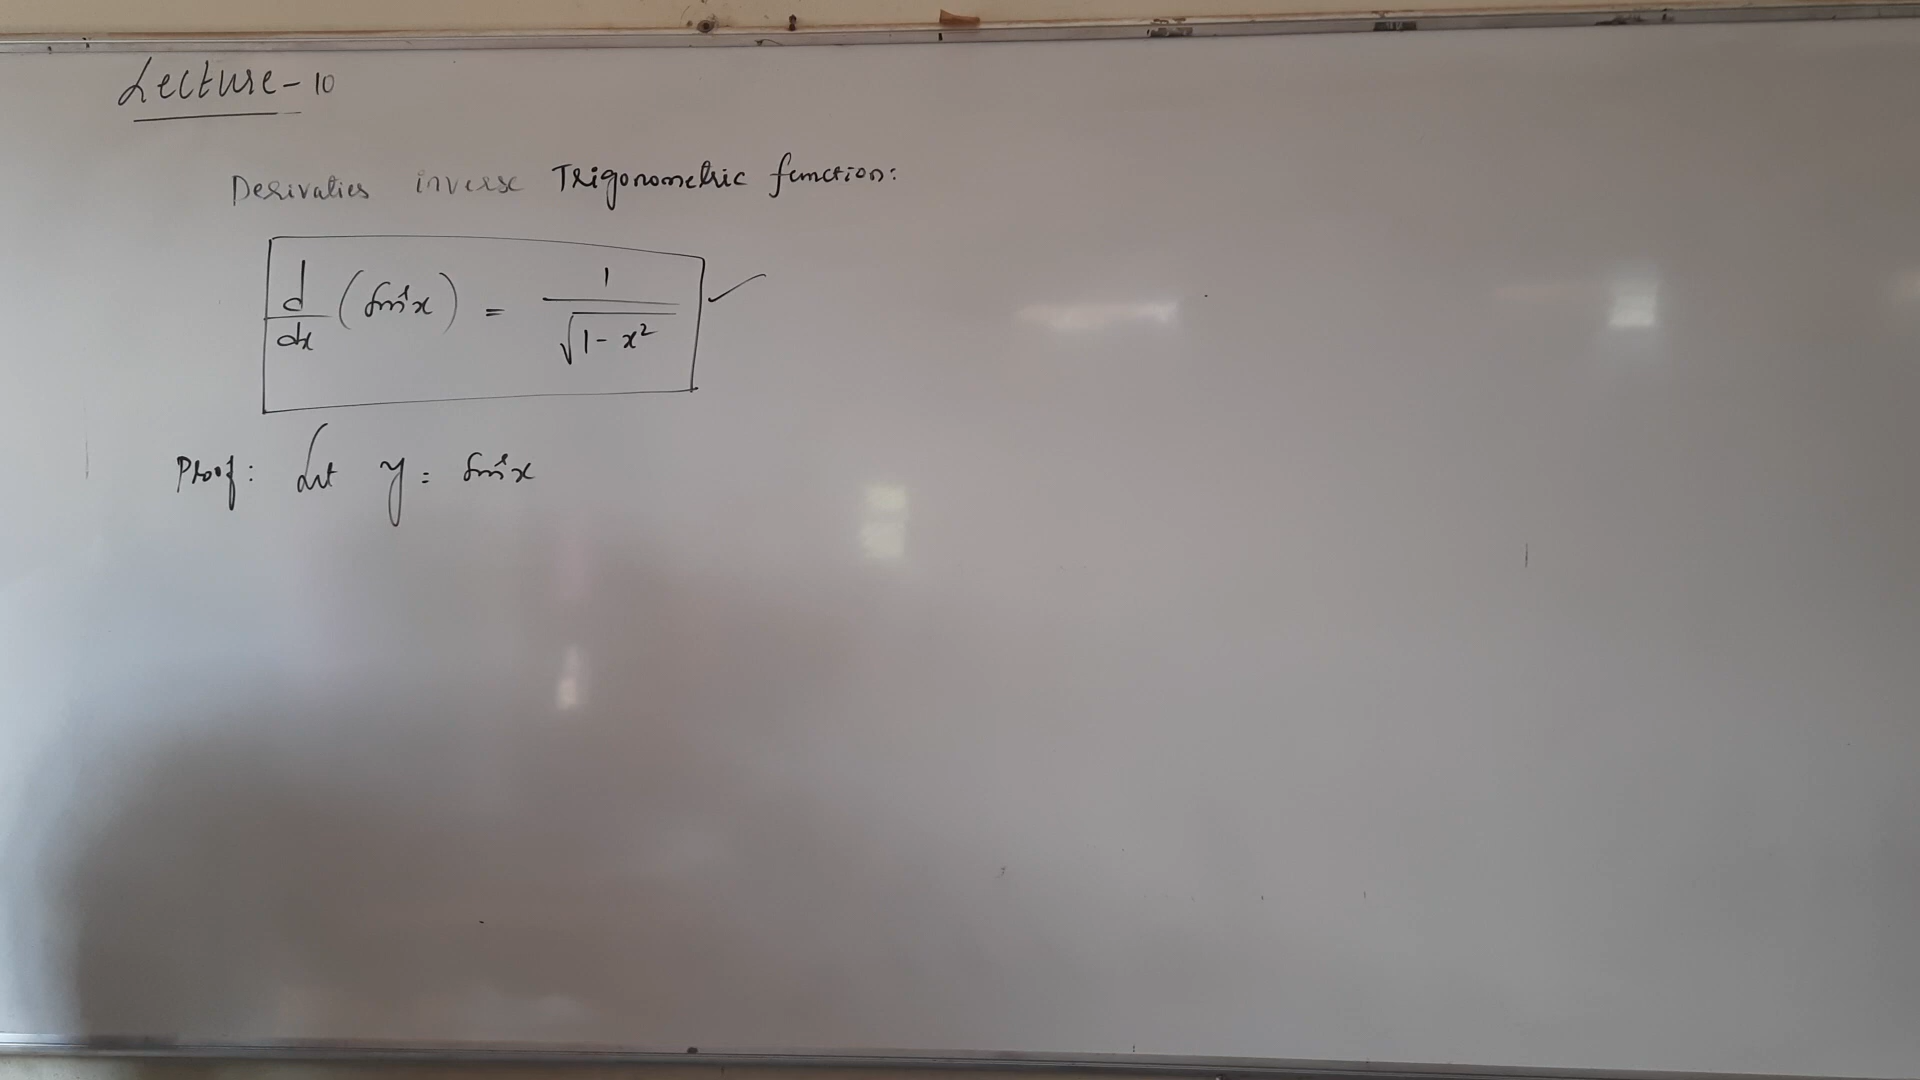 Lecture-10
Derivaties inverse Trigonometric function:
d/dx (Sin⁻¹x) = 1/√(1-x²) ✓
Proof: Let y = Sin⁻¹x